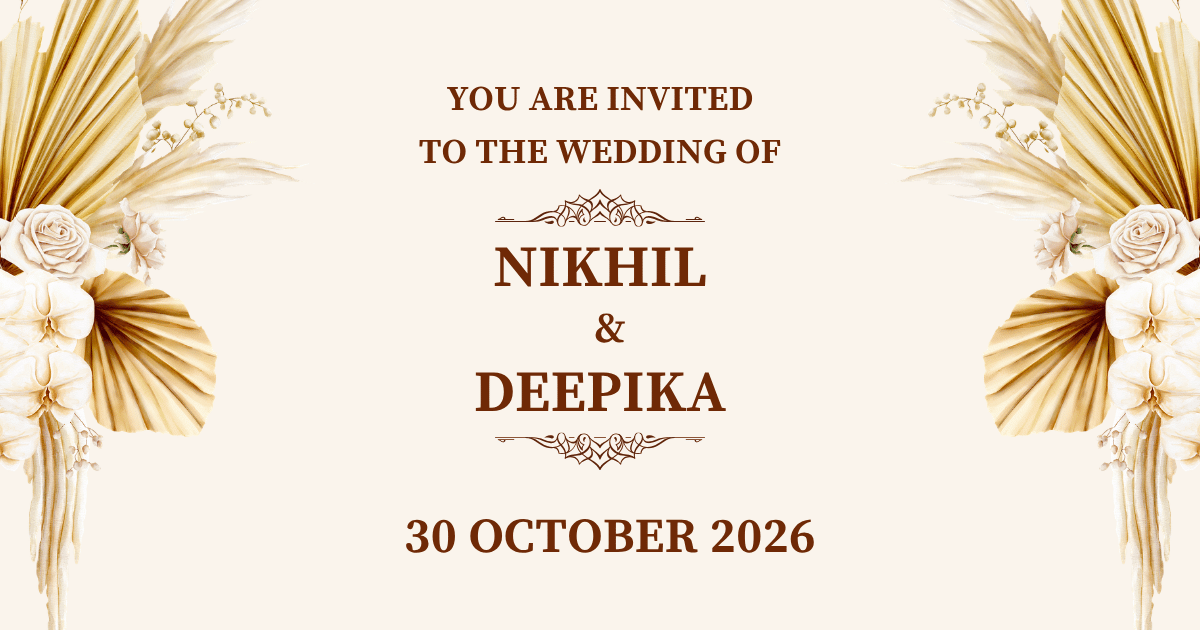 YOU ARE INVITED
TO THE WEDDING OF
NIKHIL
&
DEEPIKA
30 OCTOBER 2026